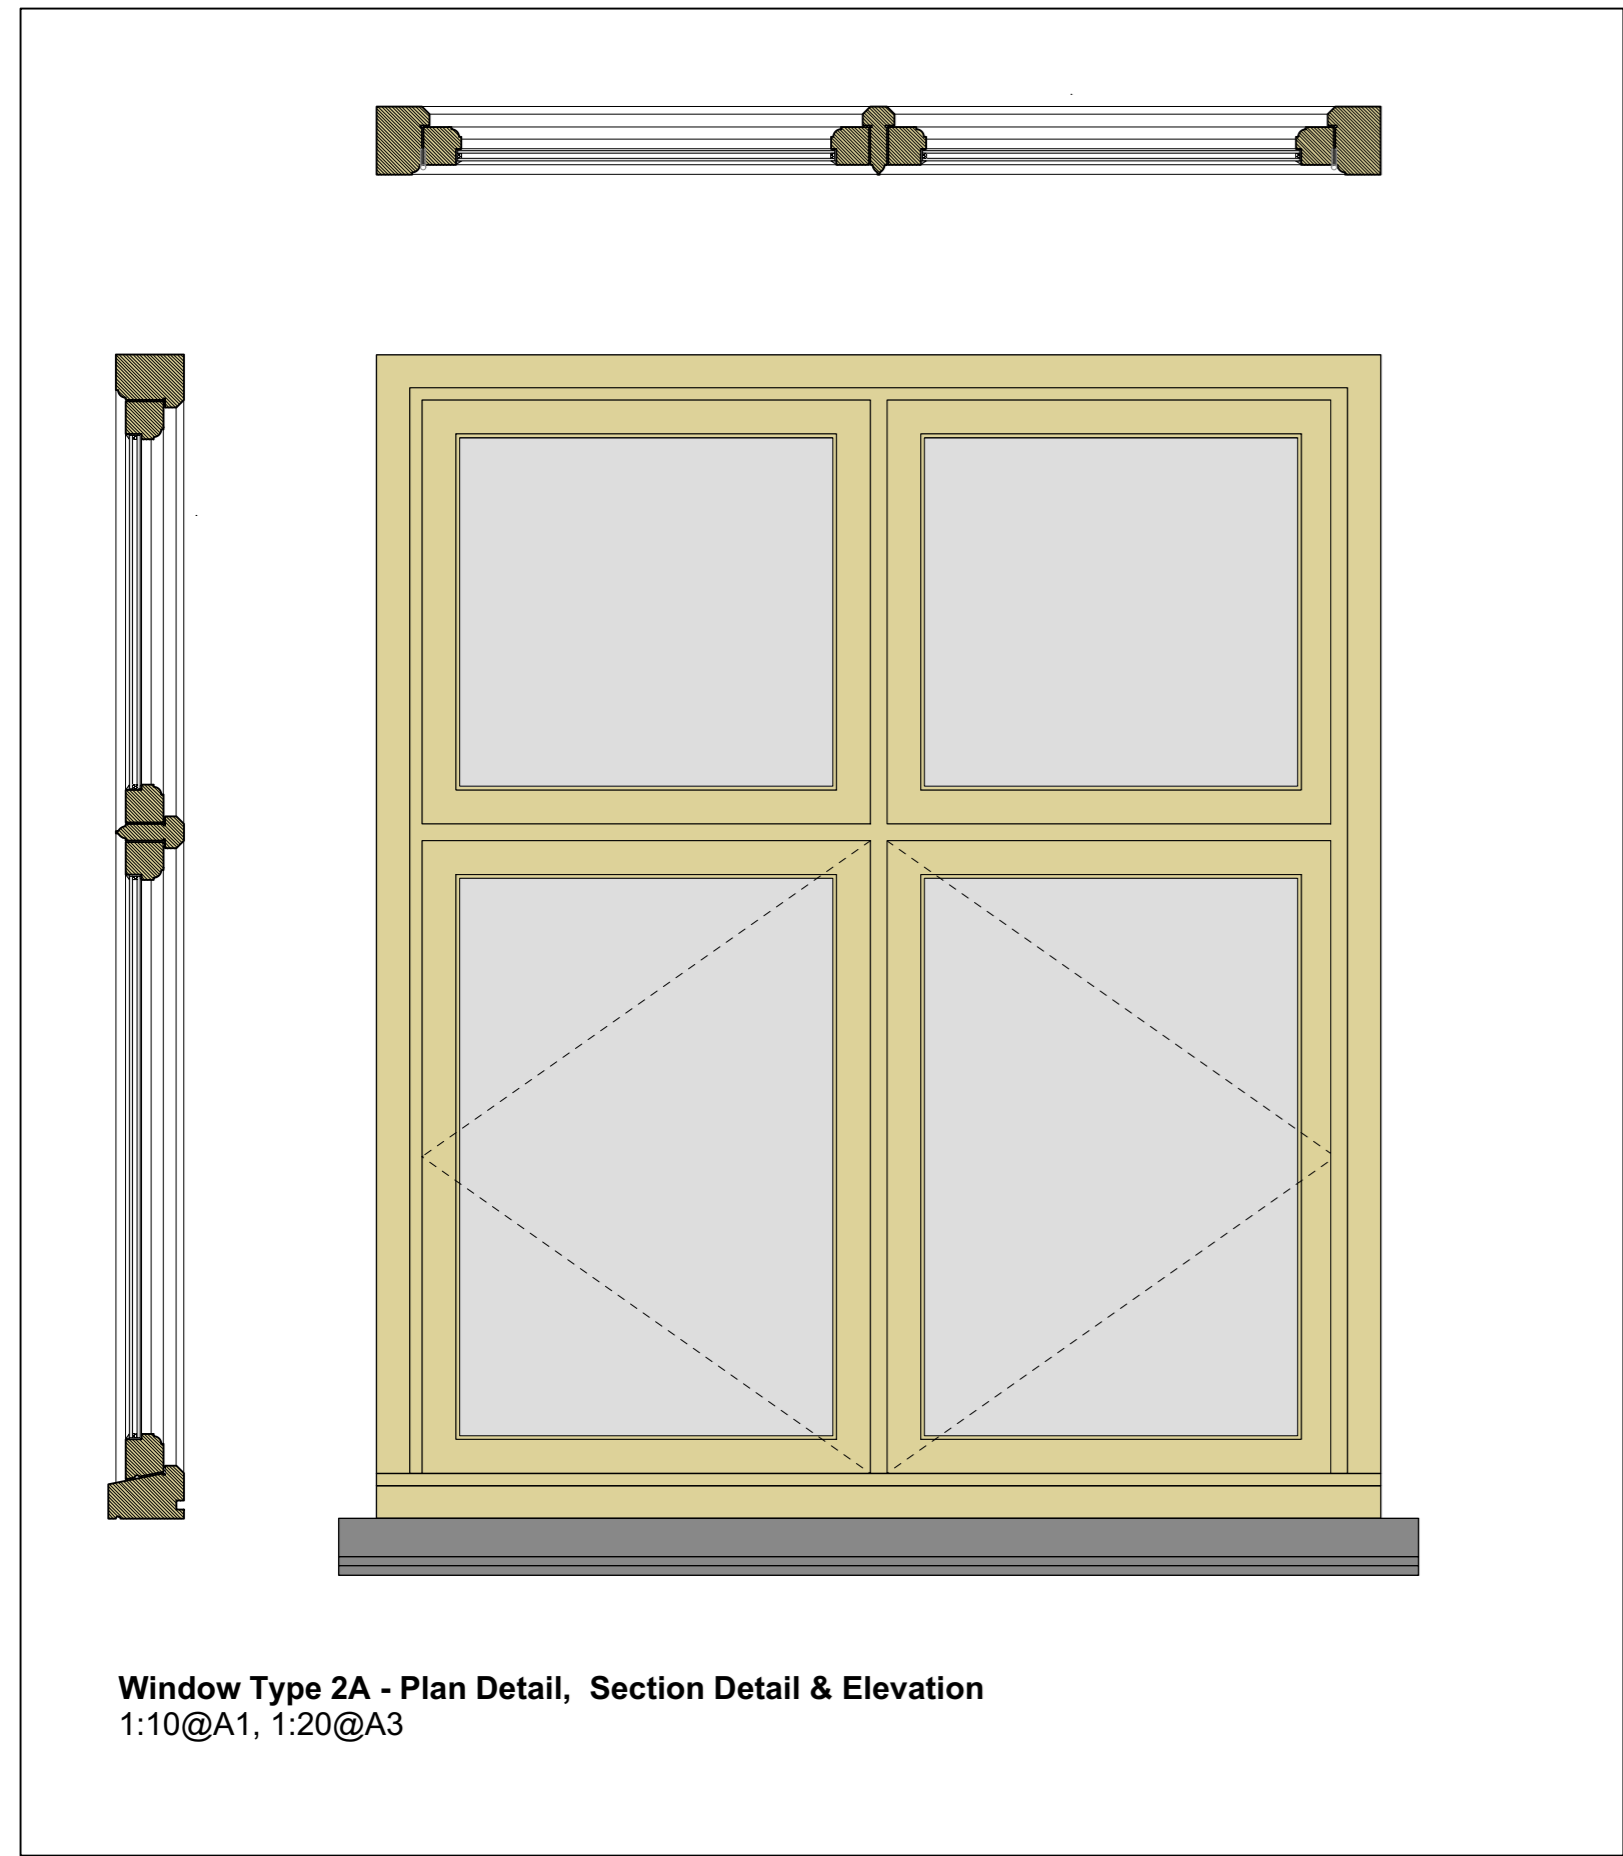 Window Type 2A - Plan Detail,  Section Detail & Elevation
1:10@A1, 1:20@A3